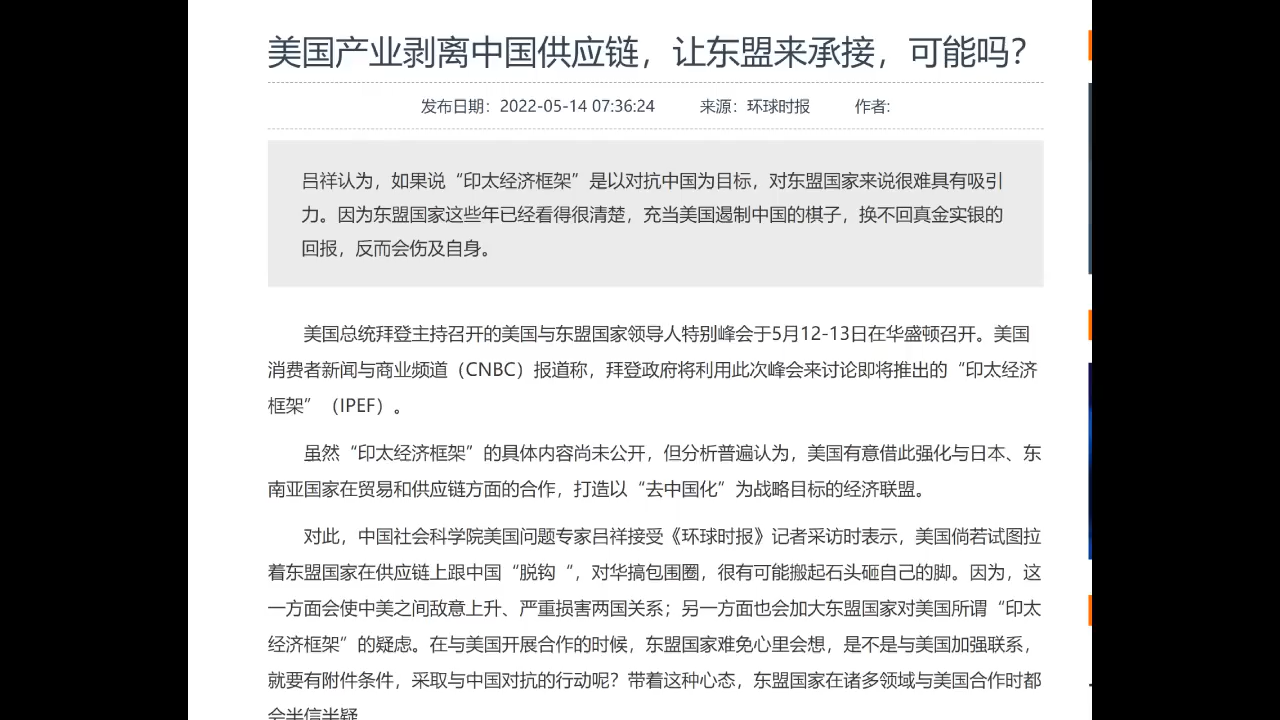 美国产业剥离中国供应链，让东盟来承接，可能吗？
发布日期：2022-05-14 07:36:24 来源：环球时报 作者：
吕祥认为，如果说“印太经济框架”是以对抗中国为目标，对东盟国家来说很难具有吸引
力。因为东盟国家这些年已经看得很清楚，充当美国遏制中国的棋子，换不回真金实银的
回报，反而会伤及自身。
美国总统拜登主持召开的美国与东盟国家领导人特别峰会于5月12-13日在华盛顿召开。美国
消费者新闻与商业频道（CNBC）报道称，拜登政府将利用此次峰会来讨论即将推出的“印太经济
框架”（IPEF）。
虽然“印太经济框架”的具体内容尚未公开，但分析普遍认为，美国有意借此强化与日本、东
南亚国家在贸易和供应链方面的合作，打造以“去中国化”为战略目标的经济联盟。
对此，中国社会科学院美国问题专家吕祥接受《环球时报》记者采访时表示，美国倘若试图拉
着东盟国家在供应链上跟中国“脱钩“，对华搞包围圈，很有可能搬起石头砸自己的脚。因为，这
一方面会使中美之间敌意上升、严重损害两国关系；另一方面也会加大东盟国家对美国所谓“印太
经济框架”的疑虑。在与美国开展合作的时候，东盟国家难免心里会想，是不是与美国加强联系，
就要有附件条件，采取与中国对抗的行动呢？带着这种心态，东盟国家在诸多领域与美国合作时都
会半信半疑